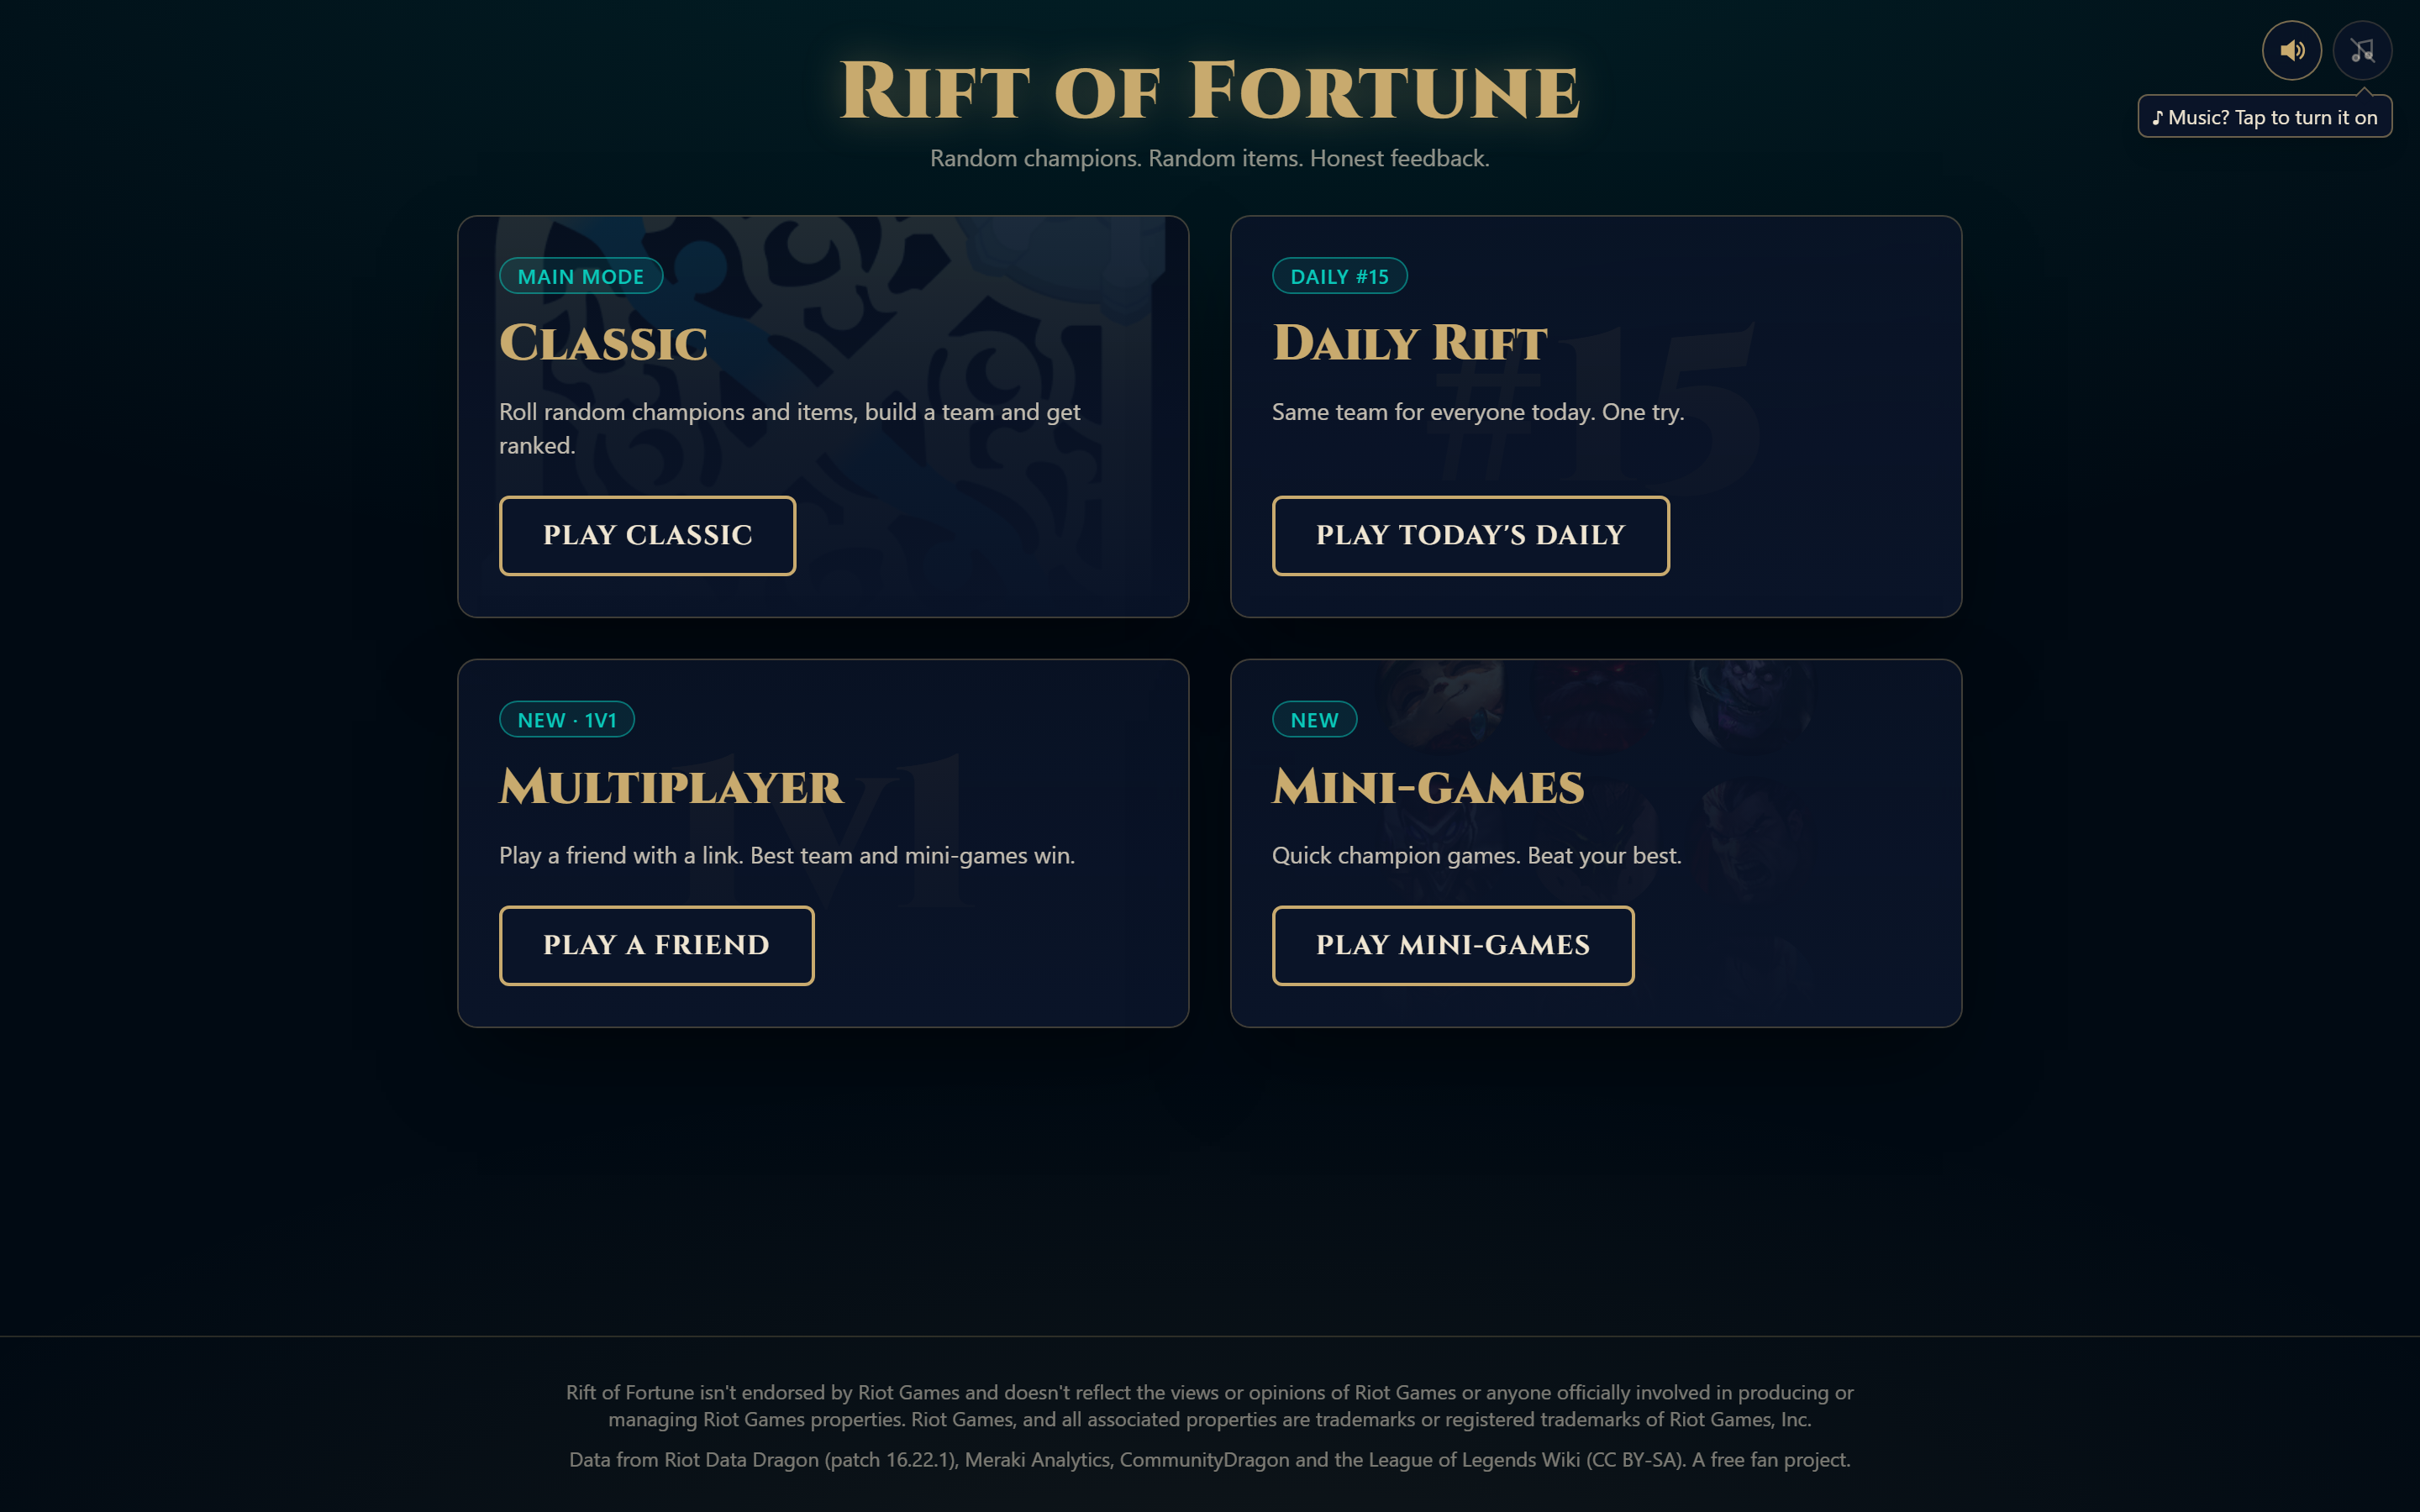 Rift of Fortune
♪ Music? Tap to turn it on
Random champions. Random items. Honest feedback.
MAIN MODE
Classic
Roll random champions and items, build a team and get
ranked.
PLAY CLASSIC
DAILY #15
#15
Daily Rift
Same team for everyone today. One try.
PLAY TODAY'S DAILY
NEW · 1V1
1v1
Multiplayer
Play a friend with a link. Best team and mini-games win.
PLAY A FRIEND
NEW
Mini-games
Quick champion games. Beat your best.
PLAY MINI-GAMES
Rift of Fortune isn't endorsed by Riot Games and doesn't reflect the views or opinions of Riot Games or anyone officially involved in producing or
managing Riot Games properties. Riot Games, and all associated properties are trademarks or registered trademarks of Riot Games, Inc.
Data from Riot Data Dragon (patch 16.22.1), Meraki Analytics, CommunityDragon and the League of Legends Wiki (CC BY-SA). A free fan project.